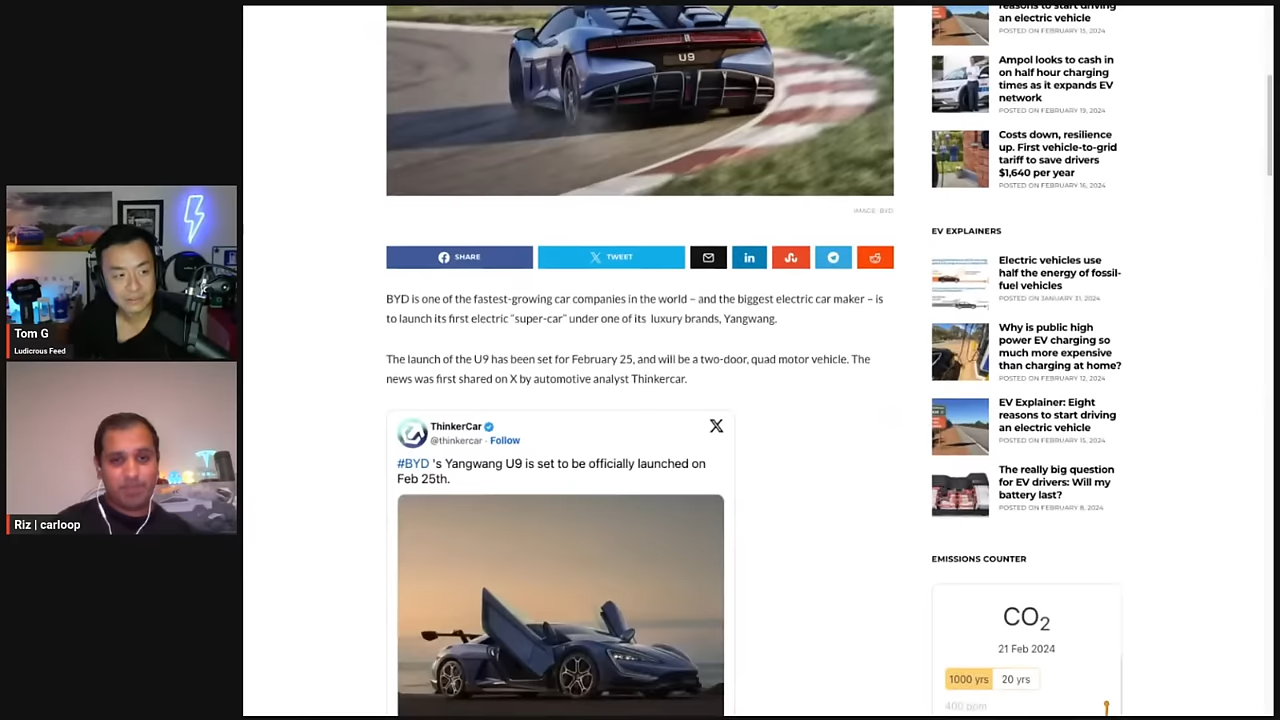 U9
IMAGE: BYD
SHARE
TWEET
in
BYD is one of the fastest-growing car companies in the world – and the biggest electric car maker – is
to launch its first electric "super-car" under one of its luxury brands, Yangwang.
The launch of the U9 has been set for February 25, and will be a two-door, quad motor vehicle. The
news was first shared on X by automotive analyst Thinkercar.
ThinkerCar
@thinkercar · Follow
X
#BYD 's Yangwang U9 is set to be officially launched on
Feb 25th.
reasons to start driving
an electric vehicle
POSTED ON FEBRUARY 15, 2024
Ampol looks to cash in
on half hour charging
times as it expands EV
network
POSTED ON FEBRUARY 19, 2024
Costs down, resilience
up. First vehicle-to-grid
tariff to save drivers
$1,640 per year
POSTED ON FEBRUARY 16, 2024
EV EXPLAINERS
Electric vehicles use
half the energy of fossil-
fuel vehicles
POSTED ON JANUARY 31, 2024
Why is public high
power EV charging so
much more expensive
than charging at home?
POSTED ON FEBRUARY 12, 2024
EV Explainer: Eight
reasons to start driving
an electric vehicle
POSTED ON FEBRUARY 15, 2024
The really big question
for EV drivers: Will my
battery last?
POSTED ON FEBRUARY 8, 2024
EMISSIONS COUNTER
CO2
21 Feb 2024
1000 yrs 20 yrs
400 ppm
Tom G
Ludicrous Feed
Riz | carloop